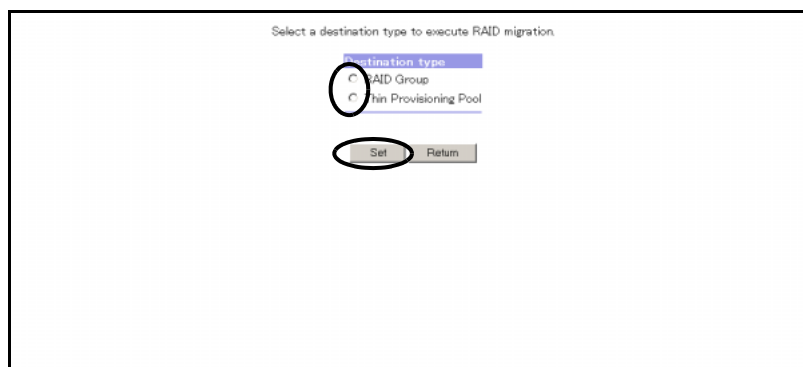 Select a destination type to execute RAID migration.
Destination type
RAID Group
Thin Provisioning Pool
Set Return